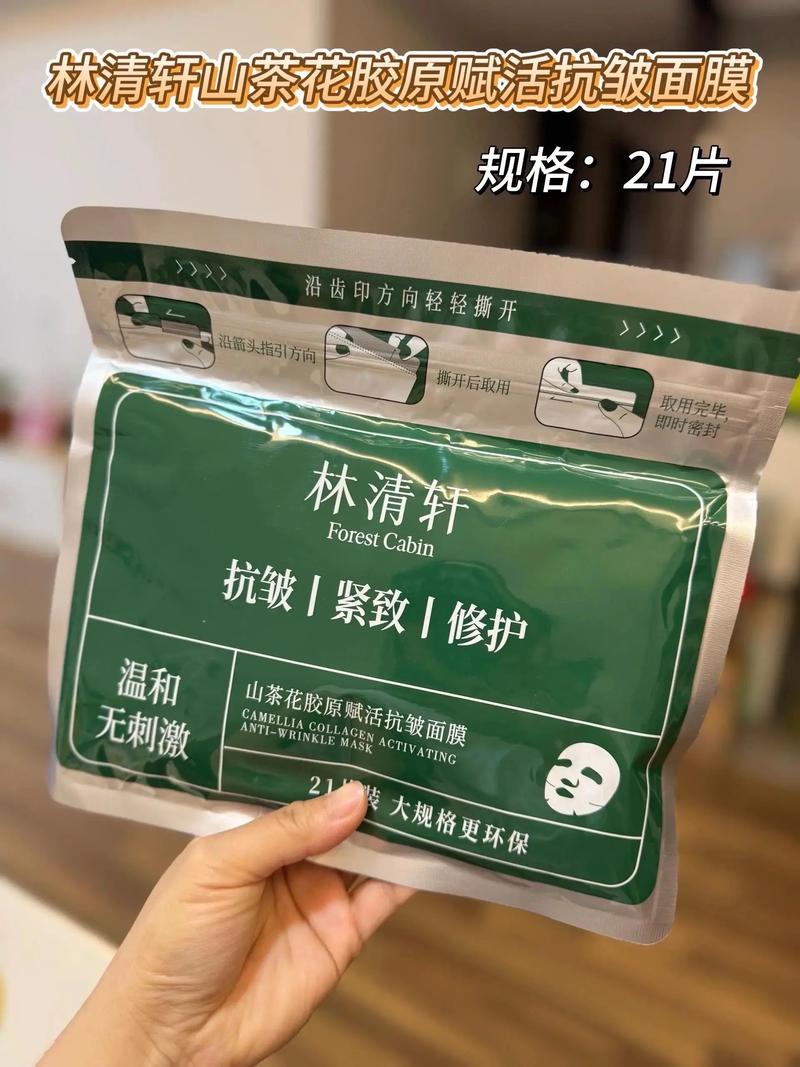 林清轩山茶花胶原赋活抗皱面膜
规格：21片
》》》》
沿齿印方向轻轻撕开
》》》》
沿箭头指引方向
撕开后取用
取用完毕，
即时密封
林清轩
Forest Cabin
抗皱 | 紧致 | 修护
温和
无刺激
山茶花胶原赋活抗皱面膜
CAMELLIA COLLAGEN ACTIVATING
ANTI-WRINKLE MASK
21 装 大规格更环保